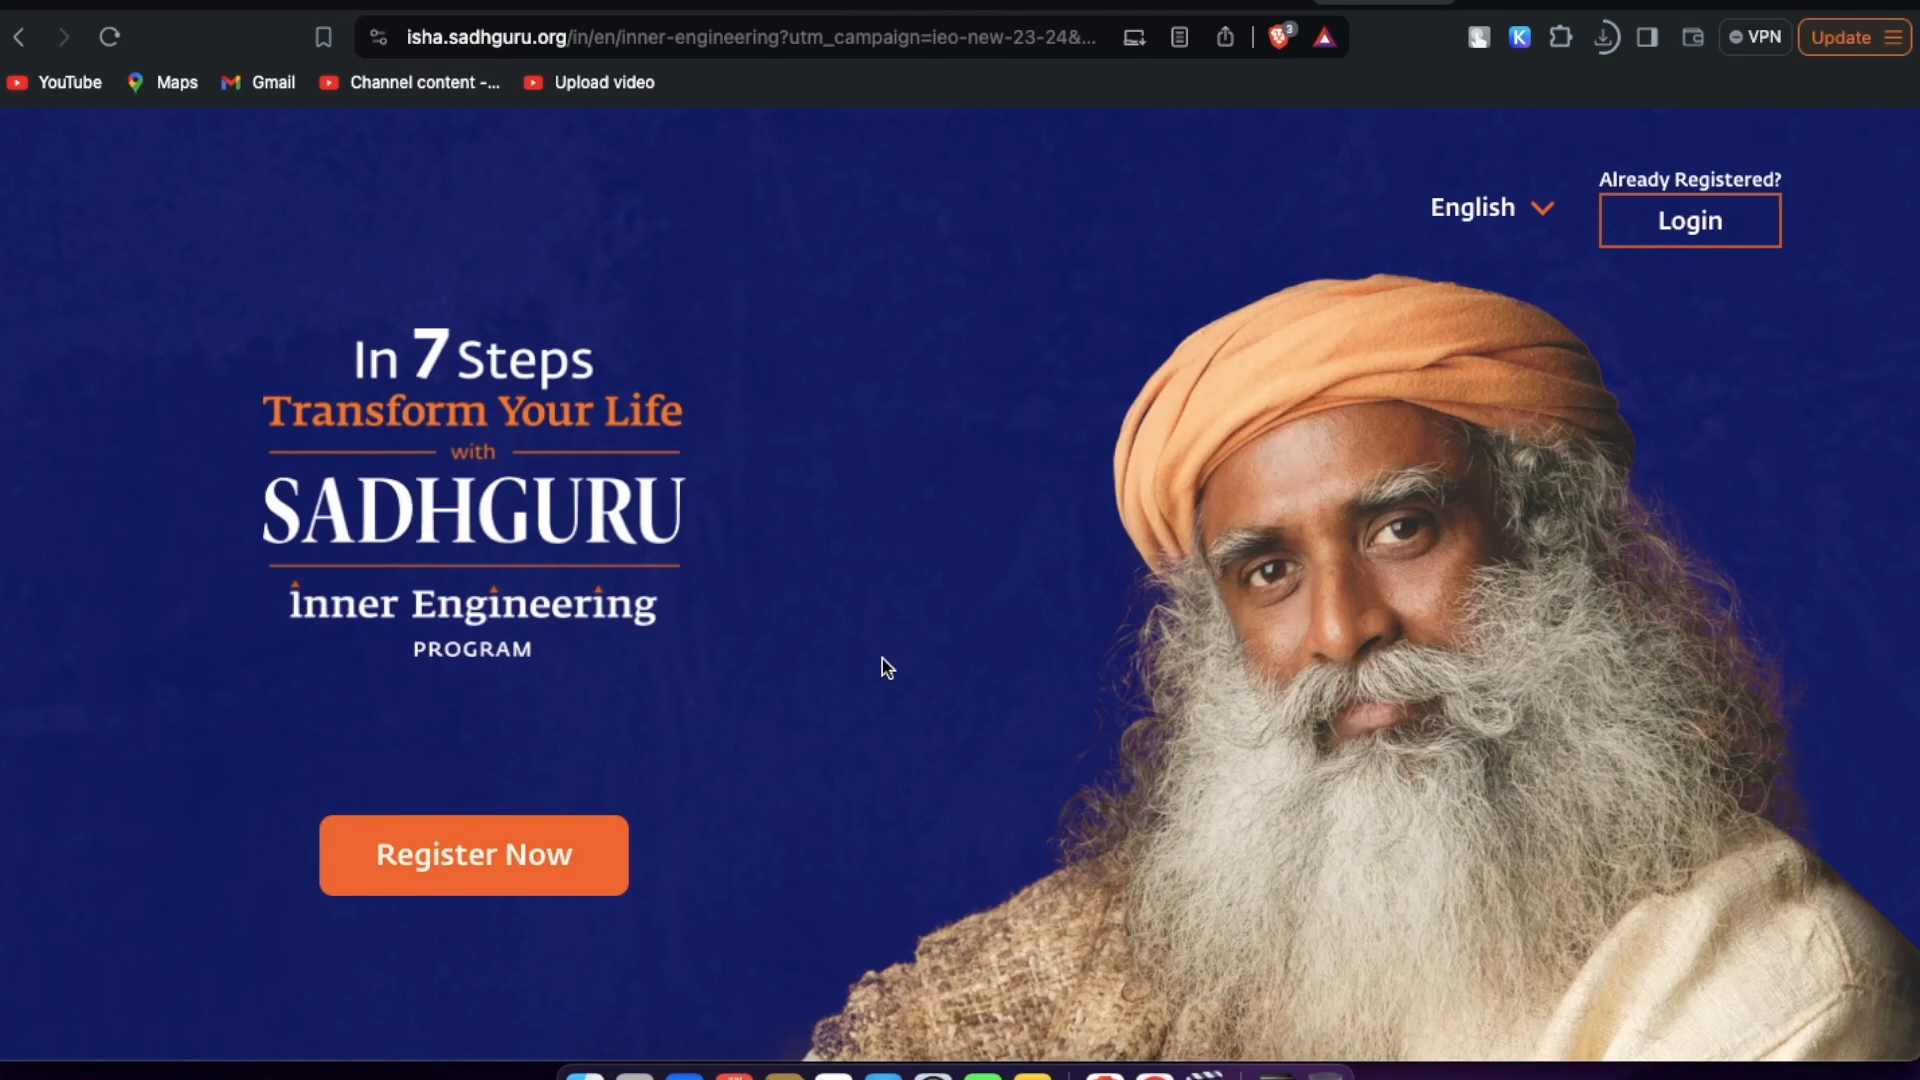 isha.sadhguru.org/in/en/inner-engineering?utm_campaign=ieo-new-23-24&...
3
K
VPN
Update
YouTube
Maps
Gmail
Channel content -...
Upload video
Already Registered?
English
Login
In 7 Steps
Transform Your Life
with
SADHGURU
Inner Engineering
PROGRAM
Register Now